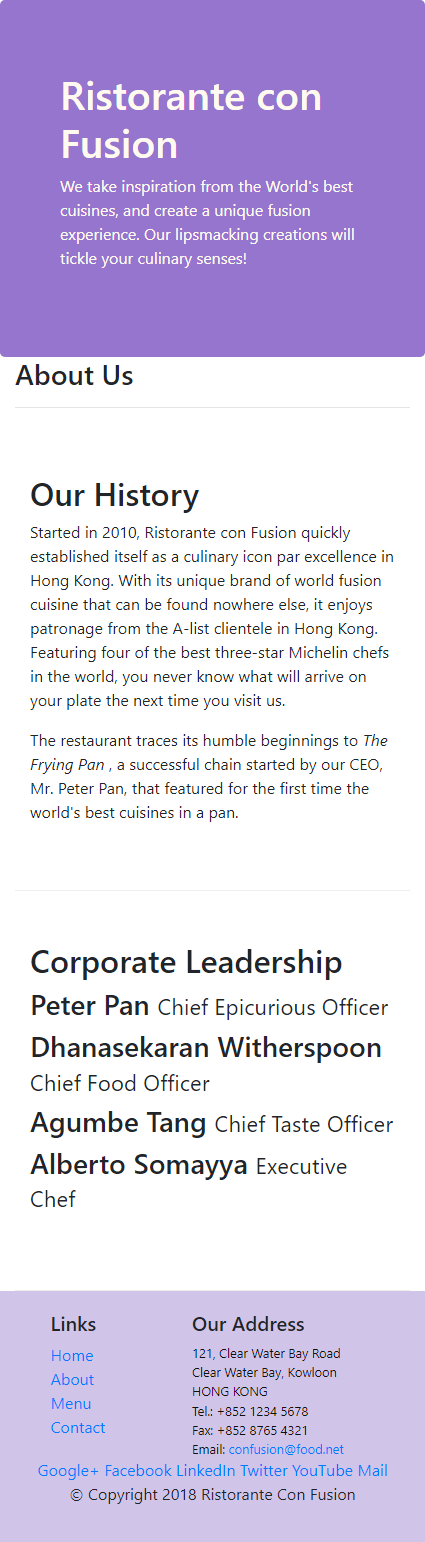 Ristorante con
Fusion
We take inspiration from the World's best
cuisines, and create a unique fusion
experience. Our lipsmacking creations will
tickle your culinary senses!
About Us
Our History
Started in 2010, Ristorante con Fusion quickly
established itself as a culinary icon par excellence in
Hong Kong. With its unique brand of world fusion
cuisine that can be found nowhere else, it enjoys
patronage from the A-list clientele in Hong Kong.
Featuring four of the best three-star Michelin chefs
in the world, you never know what will arrive on
your plate the next time you visit us.
The restaurant traces its humble beginnings to The
Frying Pan , a successful chain started by our CEO,
Mr. Peter Pan, that featured for the first time the
world's best cuisines in a pan.
Corporate Leadership
Peter Pan Chief Epicurious Officer
Dhanasekaran Witherspoon
Chief Food Officer
Agumbe Tang Chief Taste Officer
Alberto Somayya Executive
Chef
Links
Home
About
Menu
Contact
Our Address
121, Clear Water Bay Road
Clear Water Bay, Kowloon
HONG KONG
Tel.: +852 1234 5678
Fax: +852 8765 4321
Email: confusion@food.net
Google+ Facebook LinkedIn Twitter YouTube Mail
© Copyright 2018 Ristorante Con Fusion